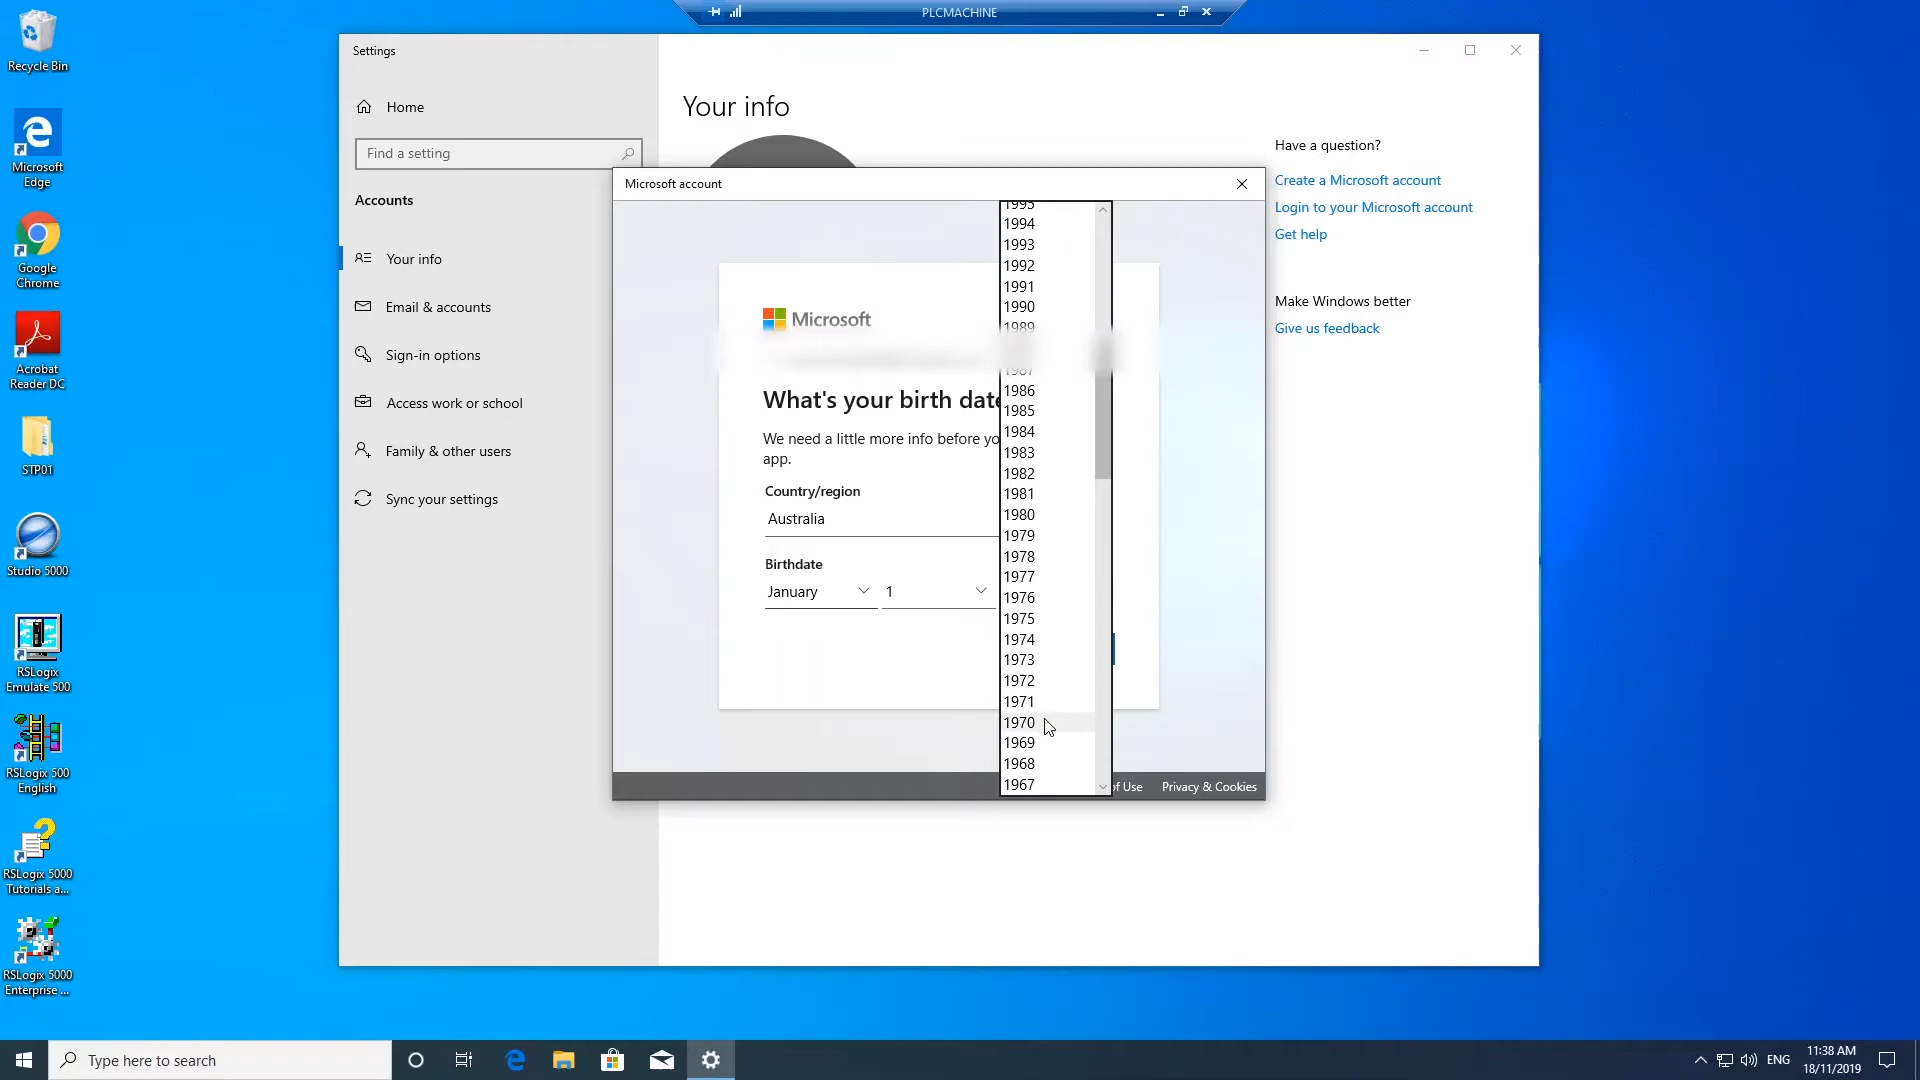 PLCMACHINE
Recycle Bin
Microsoft
Edge
Google
Chrome
Acrobat
Reader DC
STP01
Studio 5000
RSLogix
Emulate 500
RSLogix 500
English
RSLogix 5000
Tutorials a...
RSLogix 5000
Enterprise ...
Settings
Home
Find a setting
Accounts
Your info
Email & accounts
Sign-in options
Access work or school
Family & other users
Sync your settings
Your info
Have a question?
Create a Microsoft account
Login to your Microsoft account
Get help
Make Windows better
Give us feedback
Microsoft account
Microsoft
What's your birth date
We need a little more info before yo
app.
Country/region
Australia
Birthdate
January
1
1995
1994
1993
1992
1991
1990
1989
1987
1986
1985
1984
1983
1982
1981
1980
1979
1978
1977
1976
1975
1974
1973
1972
1971
1970
1969
1968
1967
of Use
Privacy & Cookies
Type here to search
ENG
11:38 AM
18/11/2019